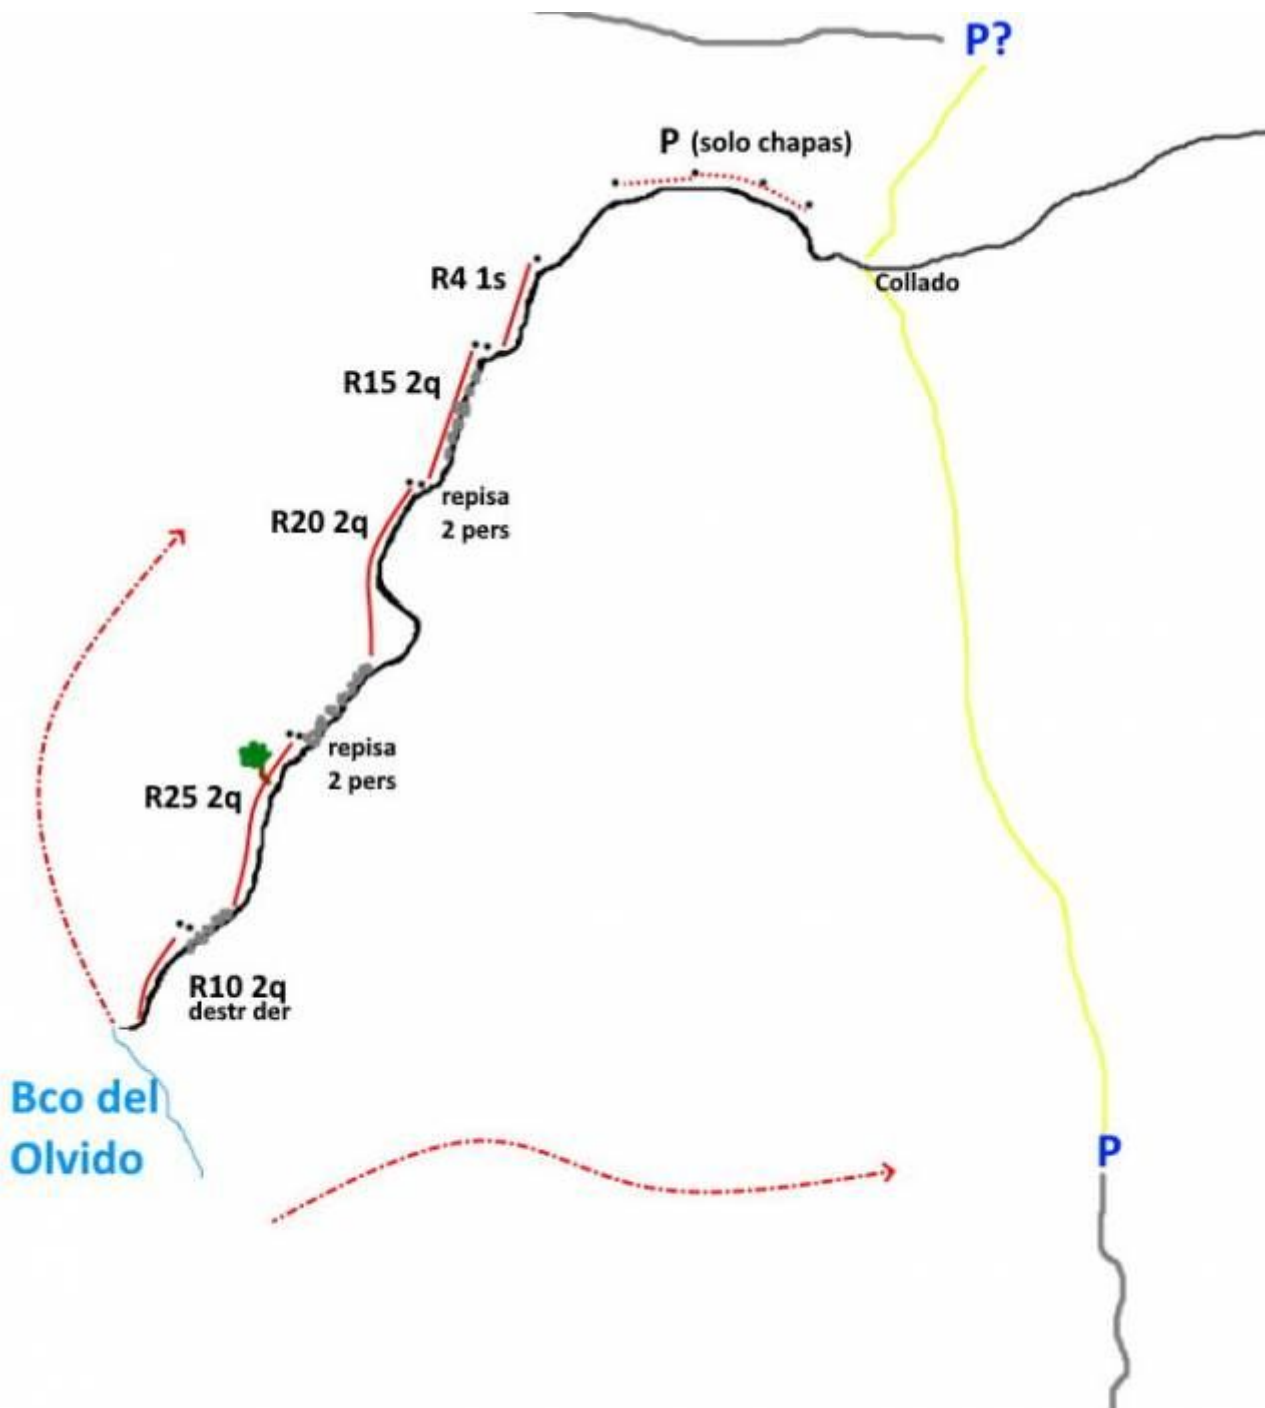 P?
P (solo chapas)
R4 1s
Collado
R15 2q
repisa
2 pers
R20 2q
repisa
2 pers
R25 2q
R10 2q
destr der
Bco del
Olvido
P